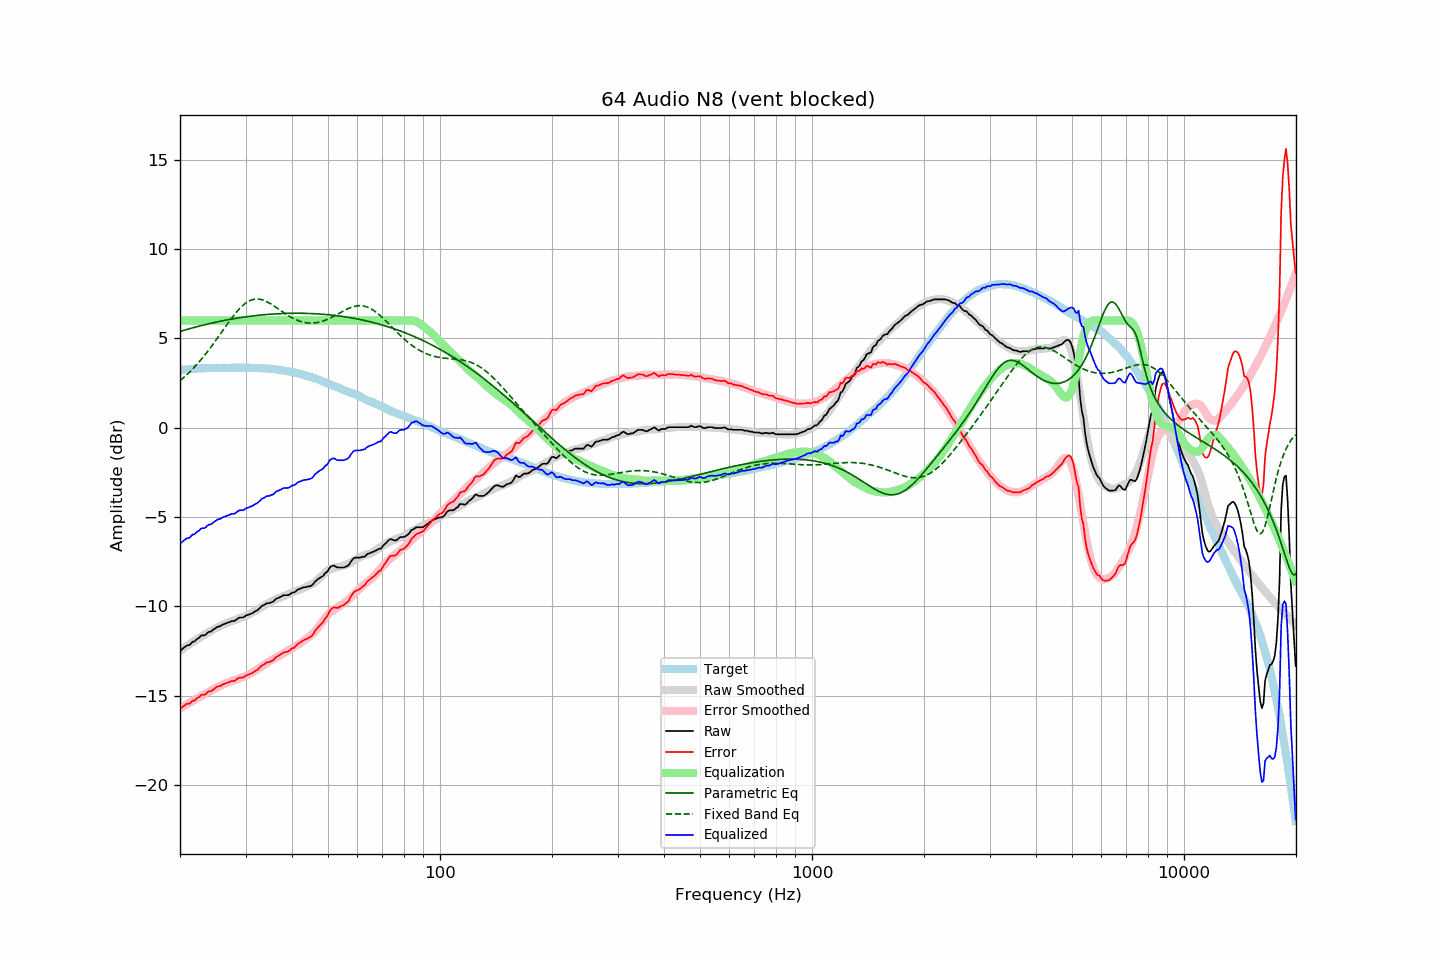 64 Audio N8 (vent blocked)
15
10
5
0
−5
−10
−15
−20
Amplitude (dBr)
100
1000
10000
Frequency (Hz)
Target
Raw Smoothed
Error Smoothed
Raw
Error
Equalization
Parametric Eq
Fixed Band Eq
Equalized